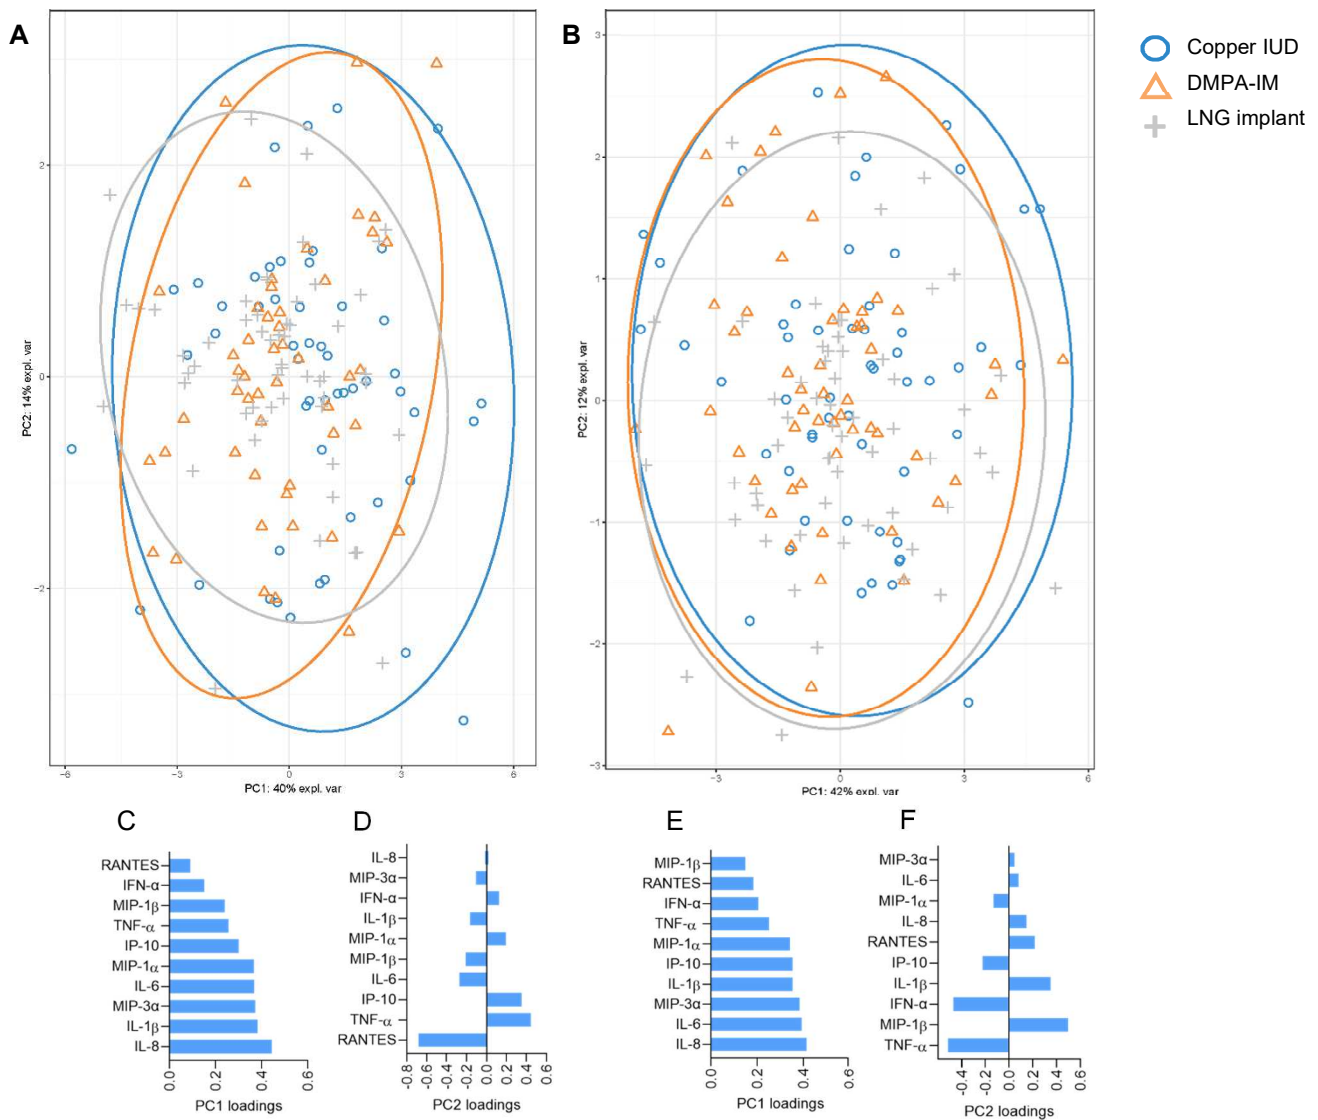 A
B
Copper IUD
DMPA-IM
LNG implant
PC2: 14% expl. var
2
0
−2
−6
−3
0
3
6
PC1: 40% expl. var
PC2: 12% expl. var
3
2
1
0
−1
−2
−3
−3
0
3
6
PC1: 42% expl. var
C
RANTES
IFN-α
MIP-1β
TNF-α
IP-10
MIP-1α
IL-6
MIP-3α
IL-1β
IL-8
0.0
0.2
0.4
0.6
PC1 loadings
D
IL-8
MIP-3α
IFN-α
IL-1β
MIP-1α
MIP-1β
IL-6
IP-10
TNF-α
RANTES
-0.8
-0.6
-0.4
-0.2
0.0
0.2
0.4
0.6
PC2 loadings
E
MIP-1β
RANTES
IFN-α
TNF-α
MIP-1α
IP-10
IL-1β
MIP-3α
IL-6
IL-8
0.0
0.2
0.4
0.6
PC1 loadings
F
MIP-3α
IL-6
MIP-1α
IL-8
RANTES
IP-10
IL-1β
IFN-α
MIP-1β
TNF-α
-0.4
-0.2
0.0
0.2
0.4
0.6
PC2 loadings